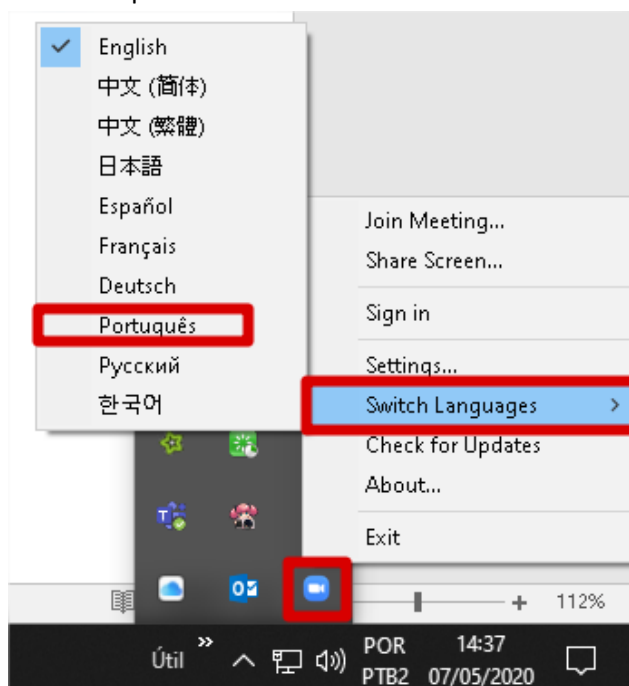 English
中文 (简体)
中文 (繁體)
日本語
Español
Français
Deutsch
Português
Русский
한국어
Join Meeting...
Share Screen...
Sign in
Settings...
Switch Languages
Check for Updates
About...
Exit
112%
Útil
POR
PTB2
14:37
07/05/2020